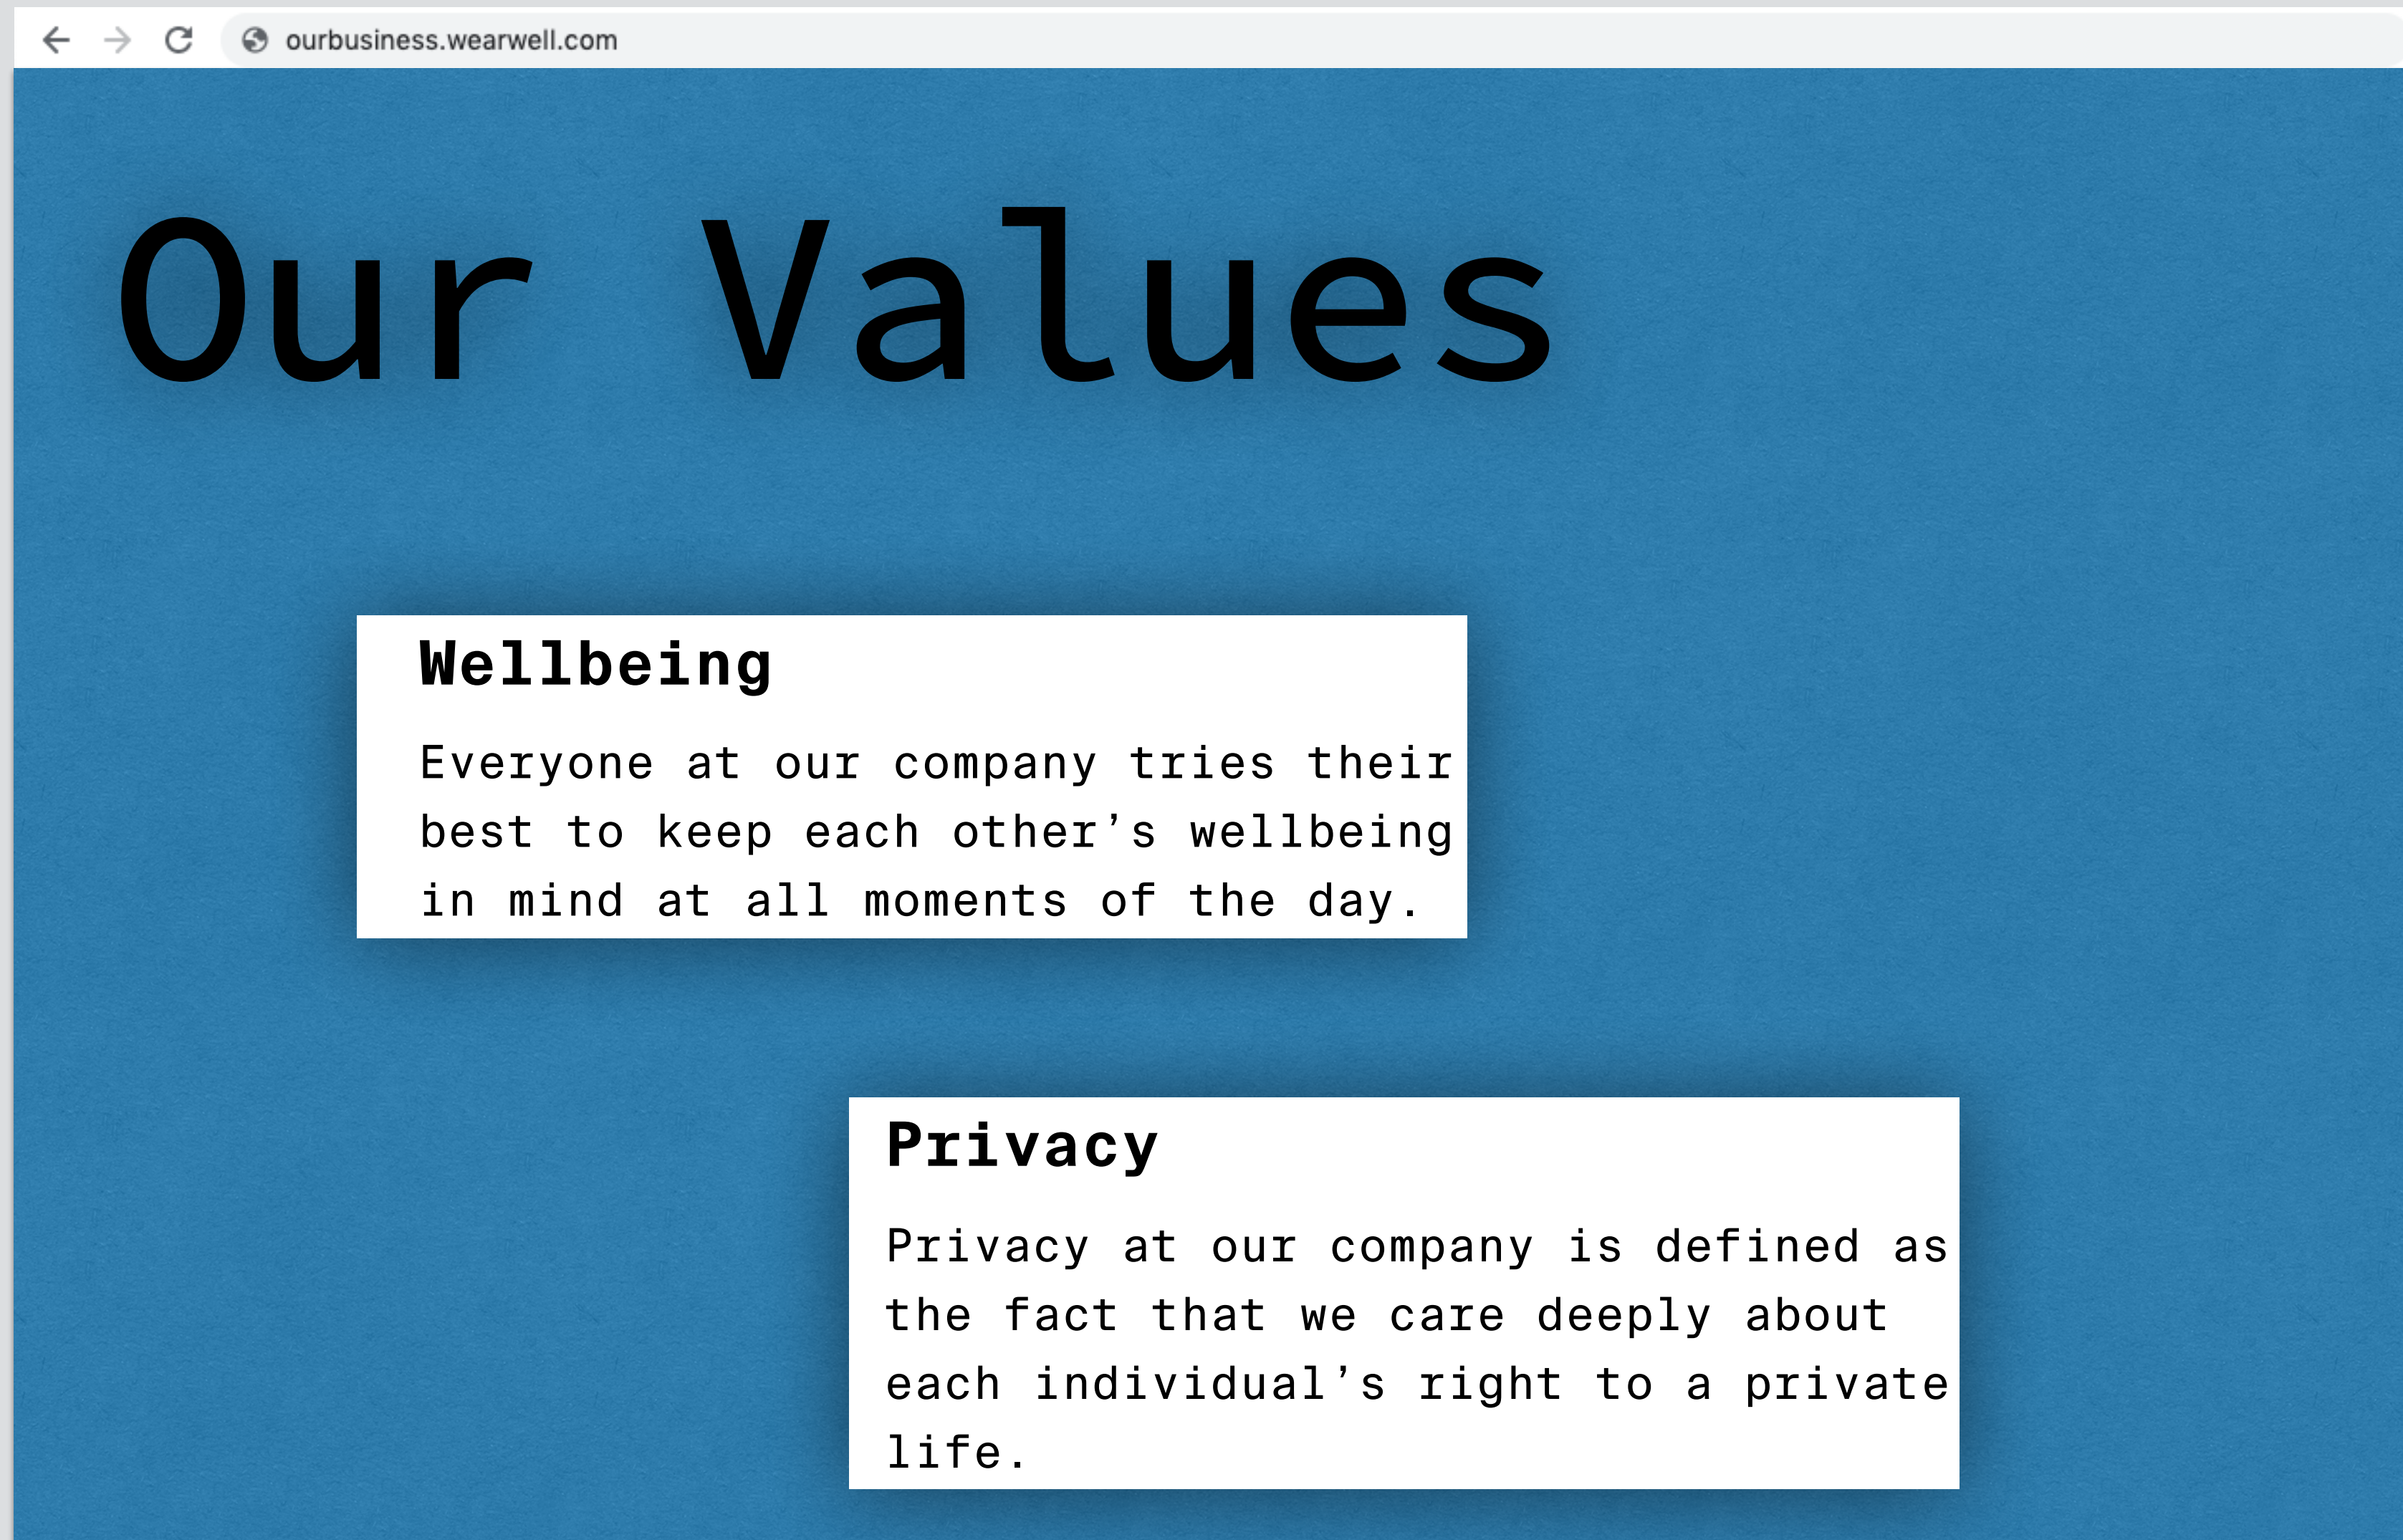 ourbusiness.wearwell.com
Our Values
Wellbeing
Everyone at our company tries their
best to keep each other’s wellbeing
in mind at all moments of the day.
Privacy
Privacy at our company is defined as
the fact that we care deeply about
each individual’s right to a private
life.